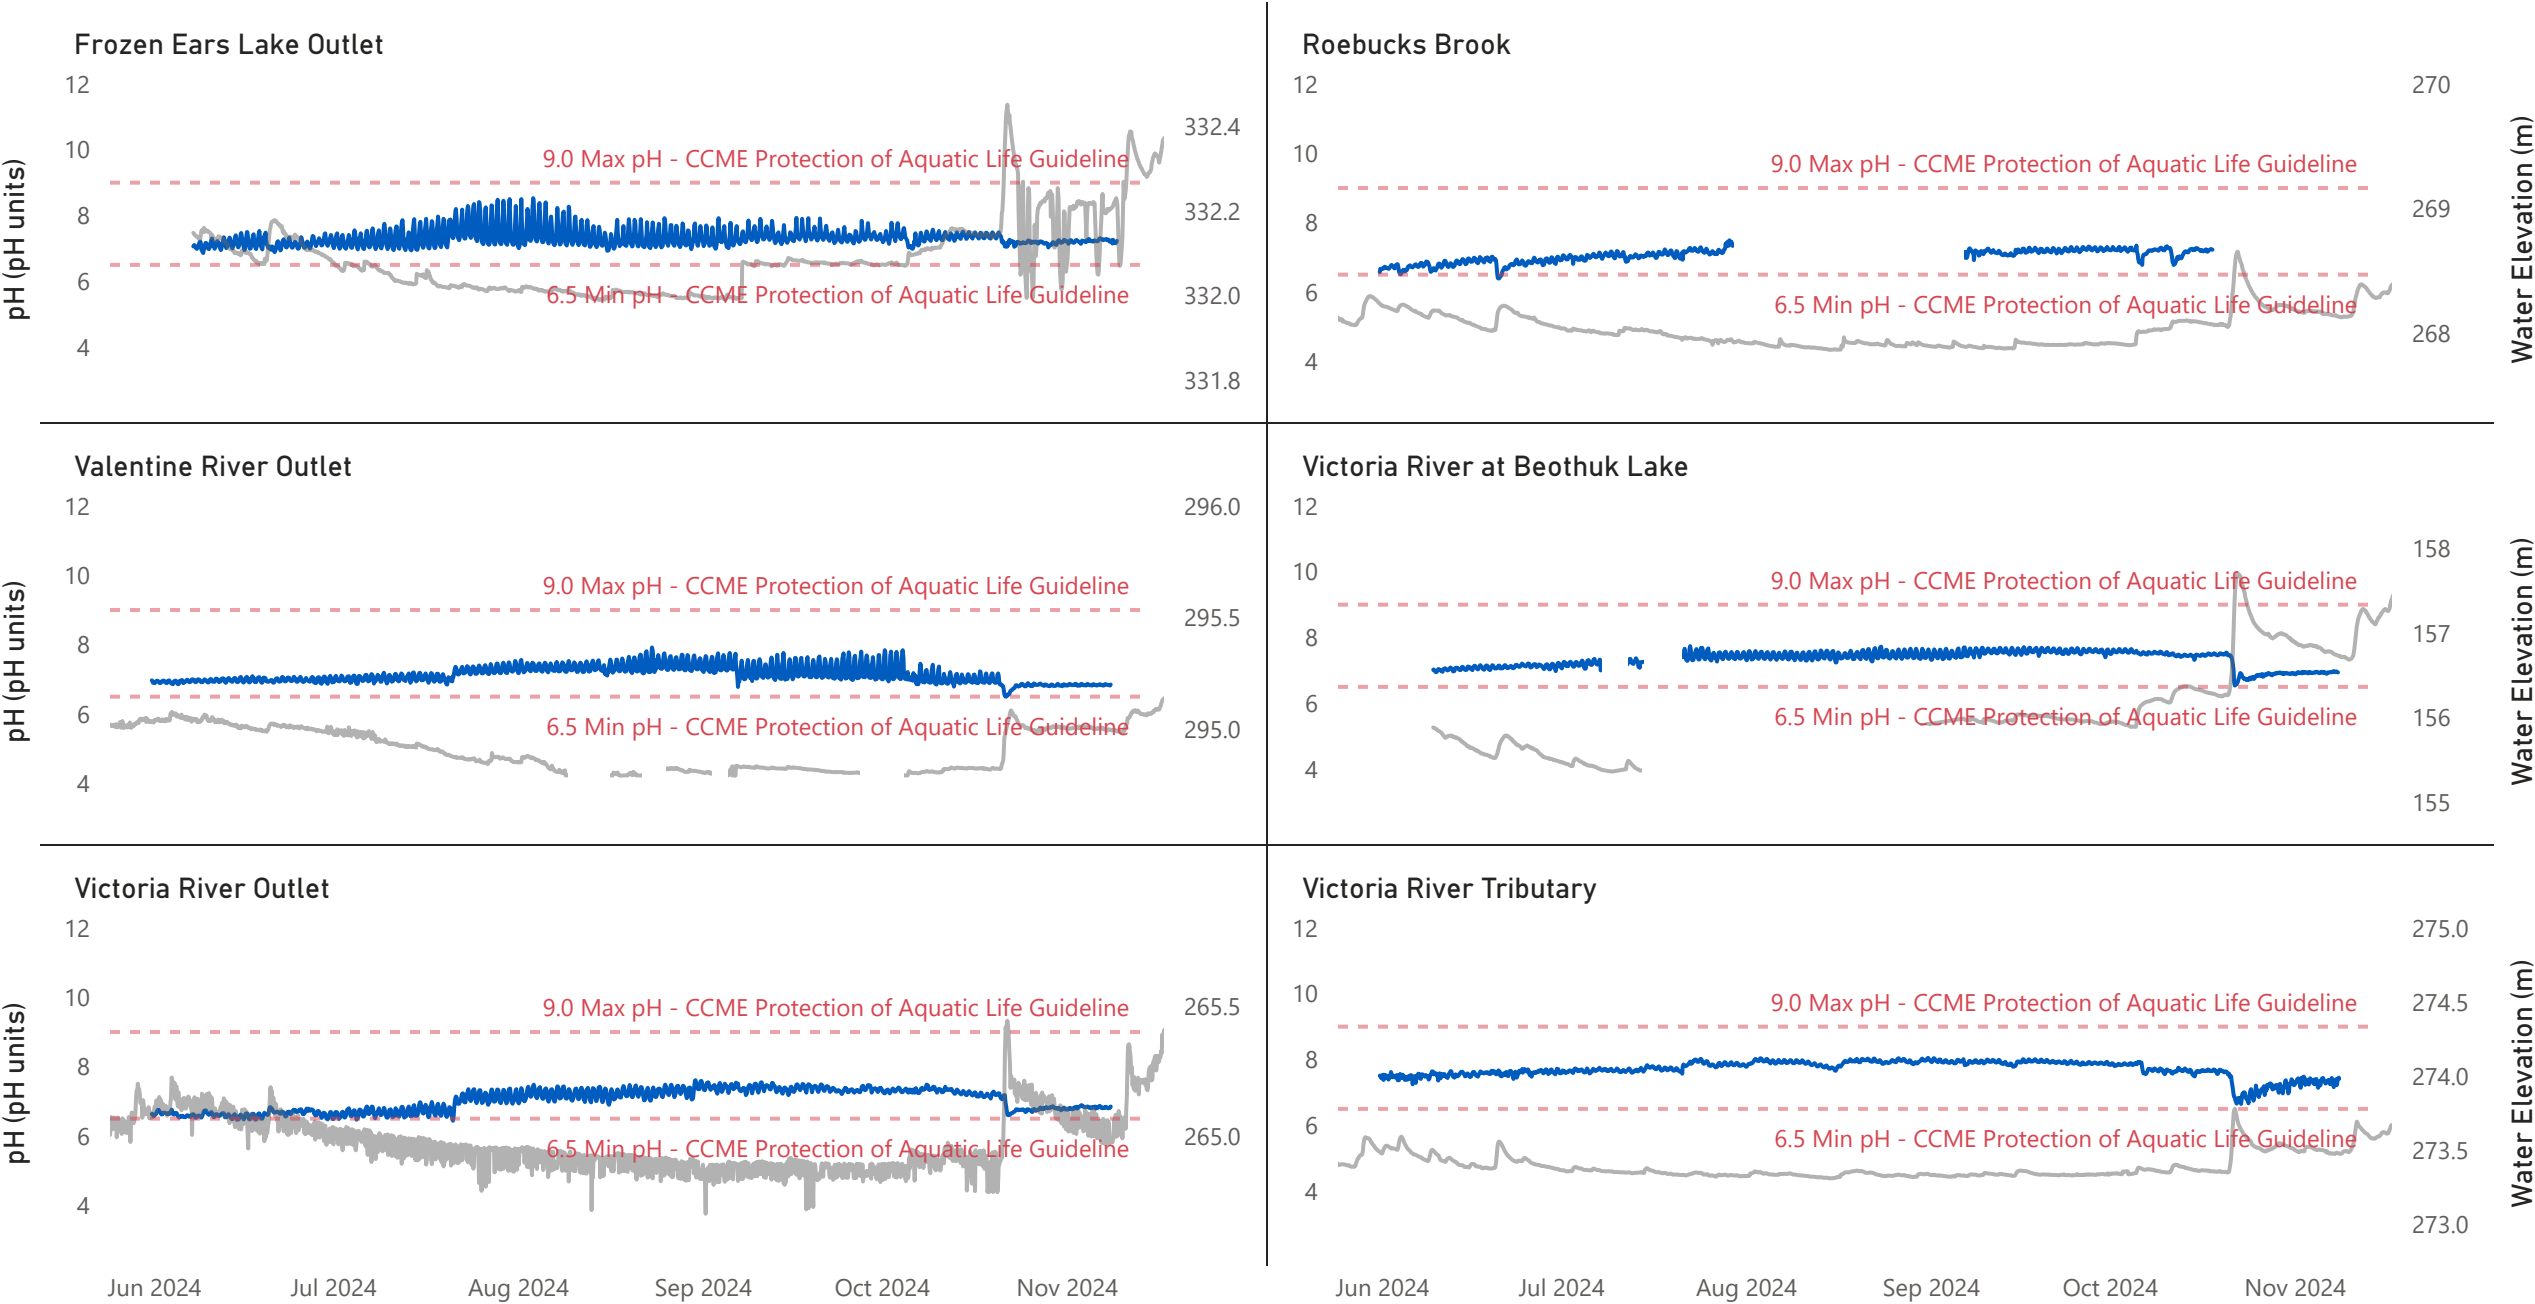 Frozen Ears Lake Outlet
12
10
8
6
4
pH (pH units)
9.0 Max pH - CCME Protection of Aquatic Life Guideline
6.5 Min pH - CCME Protection of Aquatic Life Guideline
332.4
332.2
332.0
331.8
Roebucks Brook
12
10
8
6
4
9.0 Max pH - CCME Protection of Aquatic Life Guideline
6.5 Min pH - CCME Protection of Aquatic Life Guideline
270
269
268
Water Elevation (m)
Valentine River Outlet
12
10
8
6
4
pH (pH units)
9.0 Max pH - CCME Protection of Aquatic Life Guideline
6.5 Min pH - CCME Protection of Aquatic Life Guideline
296.0
295.5
295.0
Victoria River at Beothuk Lake
12
10
8
6
4
9.0 Max pH - CCME Protection of Aquatic Life Guideline
6.5 Min pH - CCME Protection of Aquatic Life Guideline
158
157
156
155
Water Elevation (m)
Victoria River Outlet
12
10
8
6
4
pH (pH units)
9.0 Max pH - CCME Protection of Aquatic Life Guideline
6.5 Min pH - CCME Protection of Aquatic Life Guideline
265.5
265.0
Jun 2024 Jul 2024 Aug 2024 Sep 2024 Oct 2024 Nov 2024
Victoria River Tributary
12
10
8
6
4
9.0 Max pH - CCME Protection of Aquatic Life Guideline
6.5 Min pH - CCME Protection of Aquatic Life Guideline
275.0
274.5
274.0
273.5
273.0
Water Elevation (m)
Jun 2024 Jul 2024 Aug 2024 Sep 2024 Oct 2024 Nov 2024